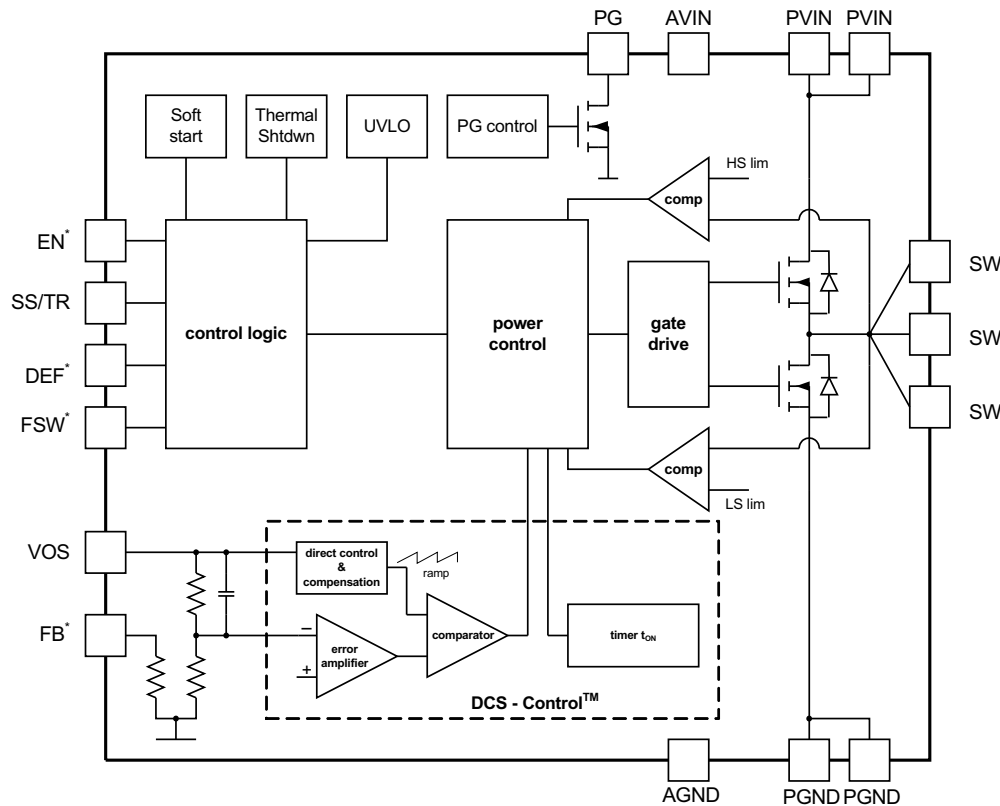 PG
AVIN
PVIN
PVIN
Soft
start
Thermal
Shtdwn
UVLO
PG control
HS lim
comp
EN*
SS/TR
DEF*
FSW*
control logic
power
control
gate
drive
SW
SW
SW
comp
LS lim
VOS
FB*
direct control
&
compensation
ramp
−
+
error
amplifier
comparator
timer tON
DCS - Control™
AGND
PGND
PGND